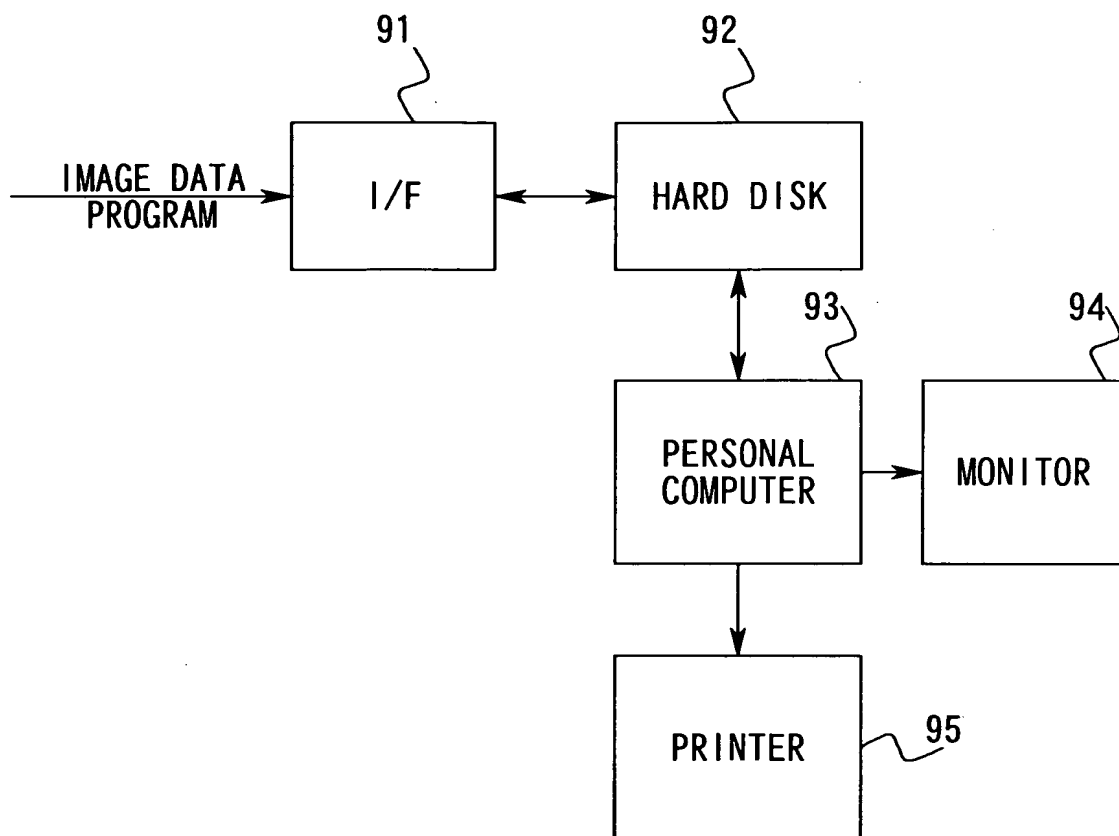 91
92
IMAGE DATA
PROGRAM
I/F
HARD DISK
93
94
PERSONAL
COMPUTER
MONITOR
PRINTER
95